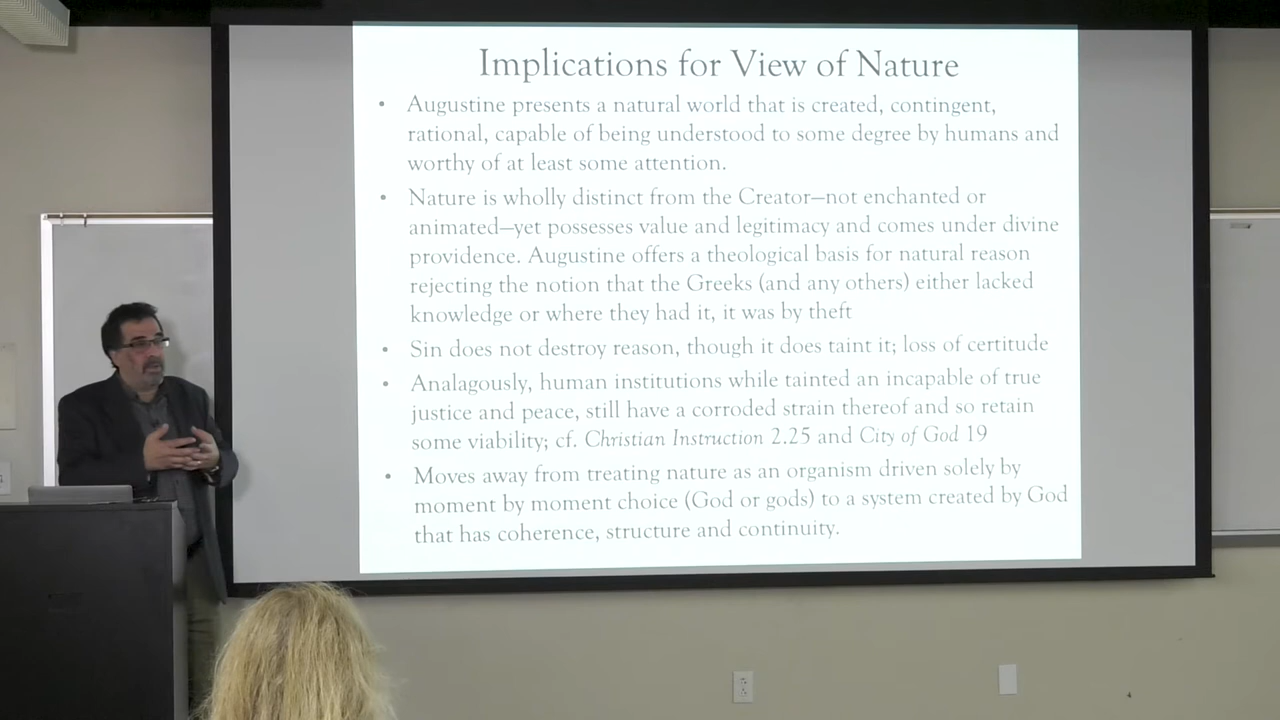 Implications for View of Nature
• Augustine presents a natural world that is created, contingent,
rational, capable of being understood to some degree by humans and
worthy of at least some attention.
• Nature is wholly distinct from the Creator—not enchanted or
animated—yet possesses value and legitimacy and comes under divine
providence. Augustine offers a theological basis for natural reason
rejecting the notion that the Greeks (and any others) either lacked
knowledge or where they had it, it was by theft
• Sin does not destroy reason, though it does taint it; loss of certitude
• Analagously, human institutions while tainted an incapable of true
justice and peace, still have a corroded strain thereof and so retain
some viability; cf. Christian Instruction 2.25 and City of God 19
• Moves away from treating nature as an organism driven solely by
moment by moment choice (God or gods) to a system created by God
that has coherence, structure and continuity.